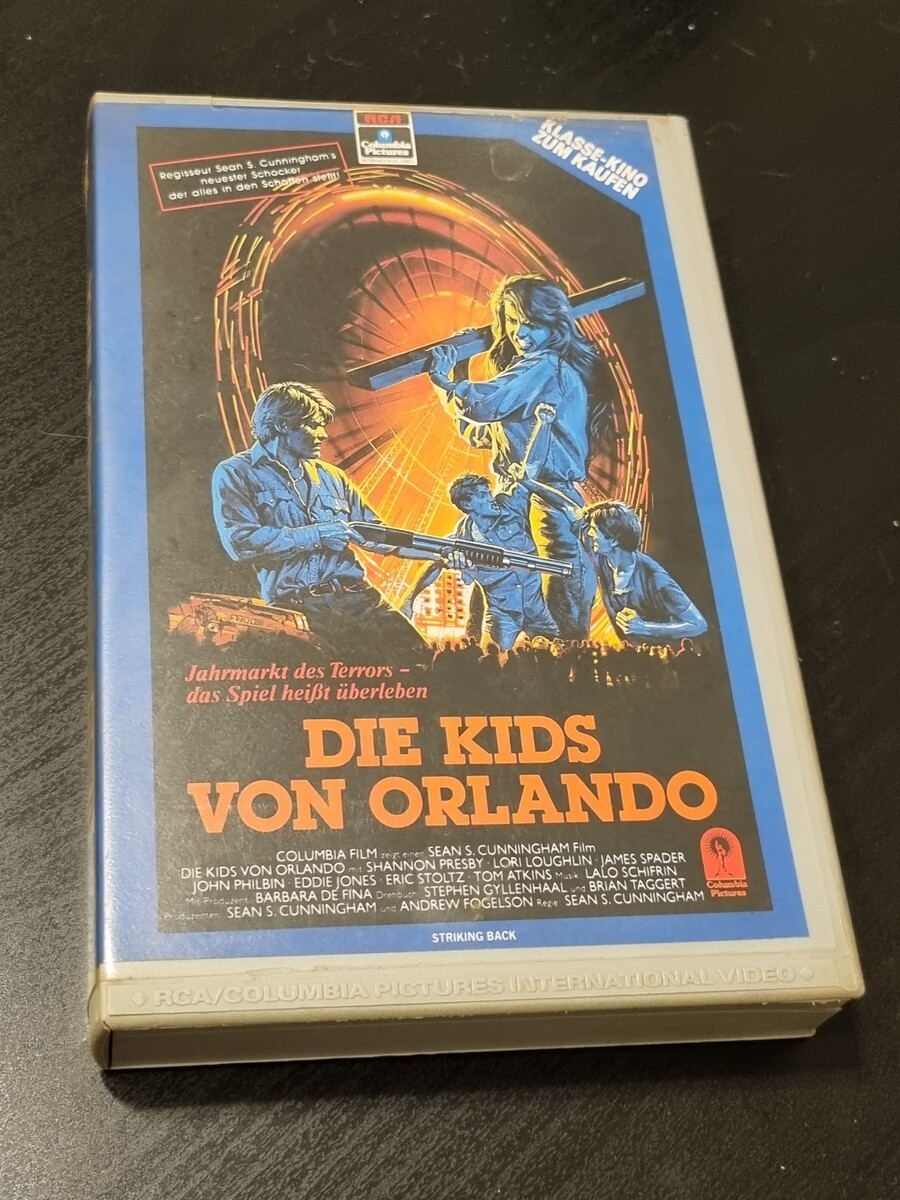 RCA
Columbia
Pictures
KLASSE-KINO
ZUM KAUFEN
Regisseur Sean S. Cunningham's
neuester Schocker
der alles in den Schatten stellt!
Jahrmarkt des Terrors –
das Spiel heißt überleben
DIE KIDS
VON ORLANDO
COLUMBIA FILM zeigt einen SEAN S. CUNNINGHAM Film
DIE KIDS VON ORLANDO mit SHANNON PRESBY · LORI LOUGHLIN · JAMES SPADER
JOHN PHILBIN · EDDIE JONES · ERIC STOLTZ · TOM ATKINS Musik: LALO SCHIFRIN
Mit-Produzent: BARBARA DE FINA Drehbuch: STEPHEN GYLLENHAAL und BRIAN TAGGERT
Produzenten: SEAN S. CUNNINGHAM und ANDREW FOGELSON Regie: SEAN S. CUNNINGHAM
Columbia
Pictures
STRIKING BACK
RCA/COLUMBIA PICTURES INTERNATIONAL VIDEO